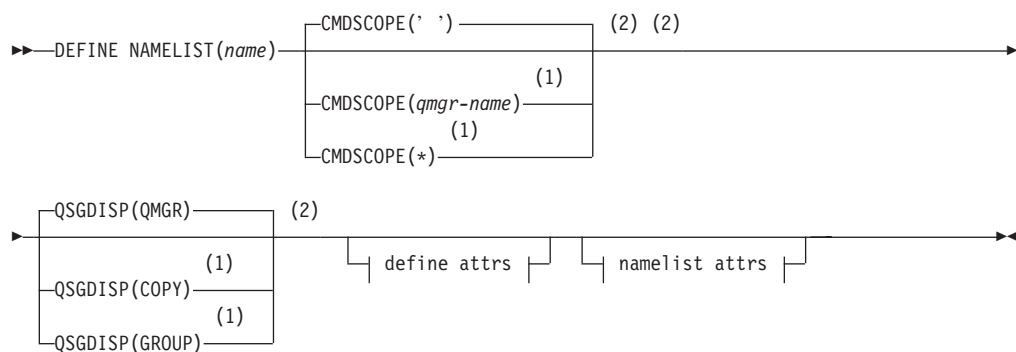 CMDSCOPE(' ') (2) (2)
DEFINE NAMELIST(name)
(1)
CMDSCOPE(qmgr-name)
(1)
CMDSCOPE(*)
QSGDISP(QMGR) (2)
define attrs namelist attrs
(1)
QSGDISP(COPY)
(1)
QSGDISP(GROUP)